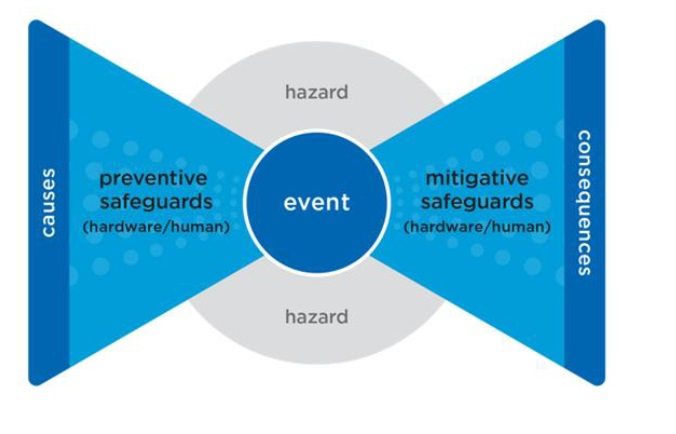 hazard
causes
preventive
safeguards
(hardware/human)
event
mitigative
safeguards
(hardware/human)
consequences
hazard